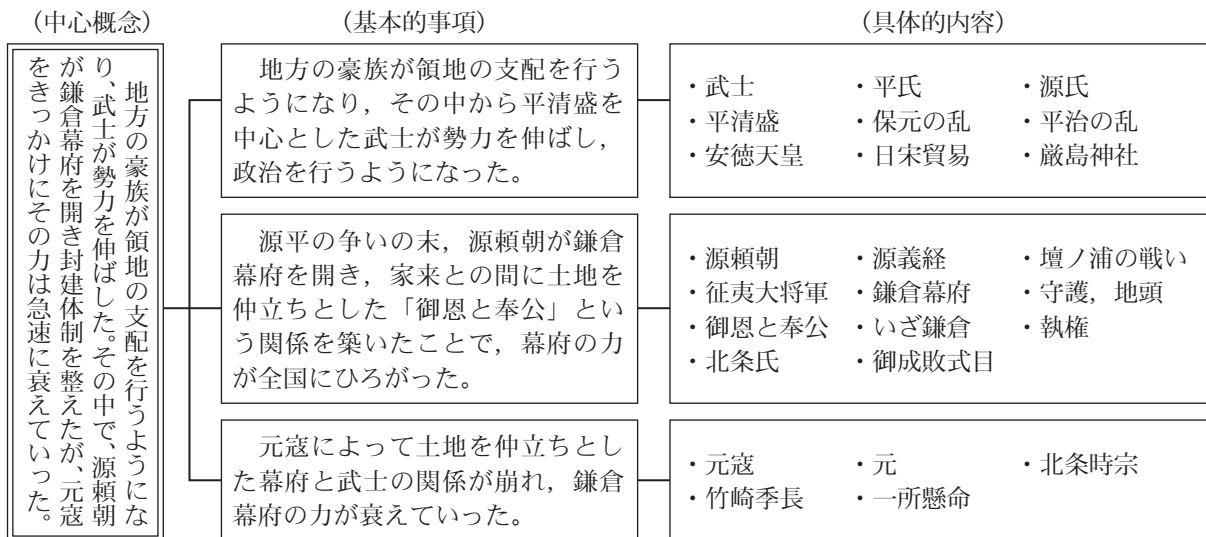 （中心概念）
（基本的事項）
（具体的内容）
地方の豪族が領地の支配を行うようにな
り、武士が勢力を伸ばした。その中で、源頼朝
が鎌倉幕府を開き封建体制を整えたが、元寇
をきっかけにその力は急速に衰えていった。
地方の豪族が領地の支配を行う
ようになり，その中から平清盛を
中心とした武士が勢力を伸ばし，
政治を行うようになった。
・武士 ・平氏 ・源氏
・平清盛 ・保元の乱 ・平治の乱
・安徳天皇 ・日宋貿易 ・厳島神社
源平の争いの末，源頼朝が鎌倉
幕府を開き，家来との間に土地を
仲立ちとした「御恩と奉公」という
関係を築いたことで，幕府の力
が全国にひろがった。
・源頼朝 ・源義経 ・壇ノ浦の戦い
・征夷大将軍 ・鎌倉幕府 ・守護，地頭
・御恩と奉公 ・いざ鎌倉 ・執権
・北条氏 ・御成敗式目
元寇によって土地を仲立ちとし
た幕府と武士の関係が崩れ，鎌倉
幕府の力が衰えていった。
・元寇 ・元 ・北条時宗
・竹崎季長 ・一所懸命